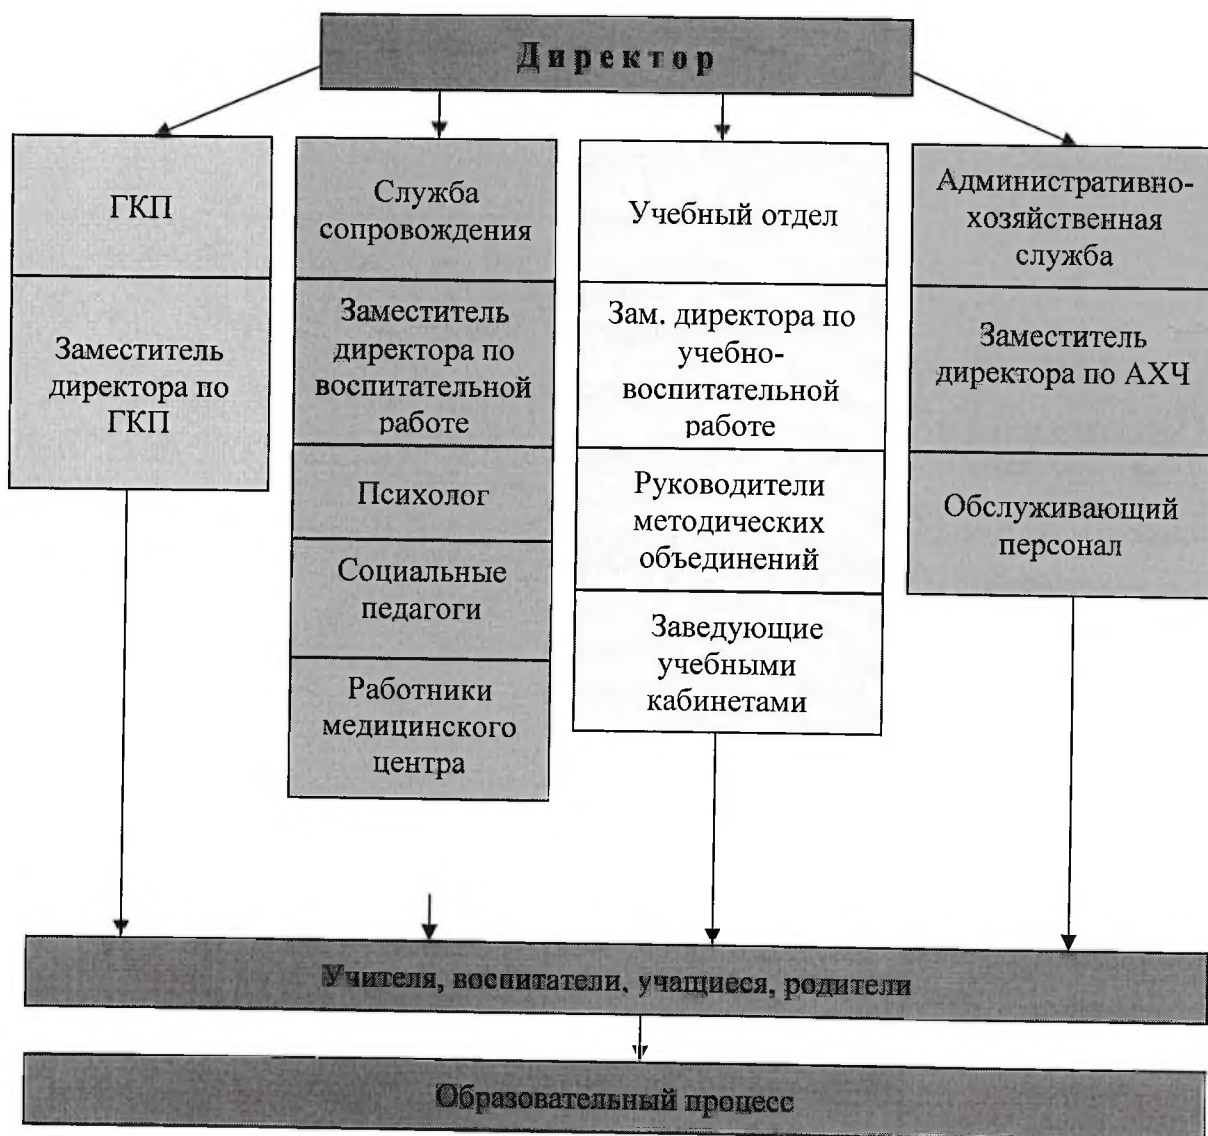 Директор
ГКП
Заместитель
директора по
ГКП
Служба
сопровождения
Заместитель
директора по
воспитательной
работе
Психолог
Социальные
педагоги
Работники
медицинского
центра
Учебный отдел
Зам. директора по
учебно-
воспитательной
работе
Руководители
методических
объединений
Заведующие
учебными
кабинетами
Административно-
хозяйственная
служба
Заместитель
директора по АХЧ
Обслуживающий
персонал
Учителя, воспитатели, учащиеся, родители
Образовательный процесс